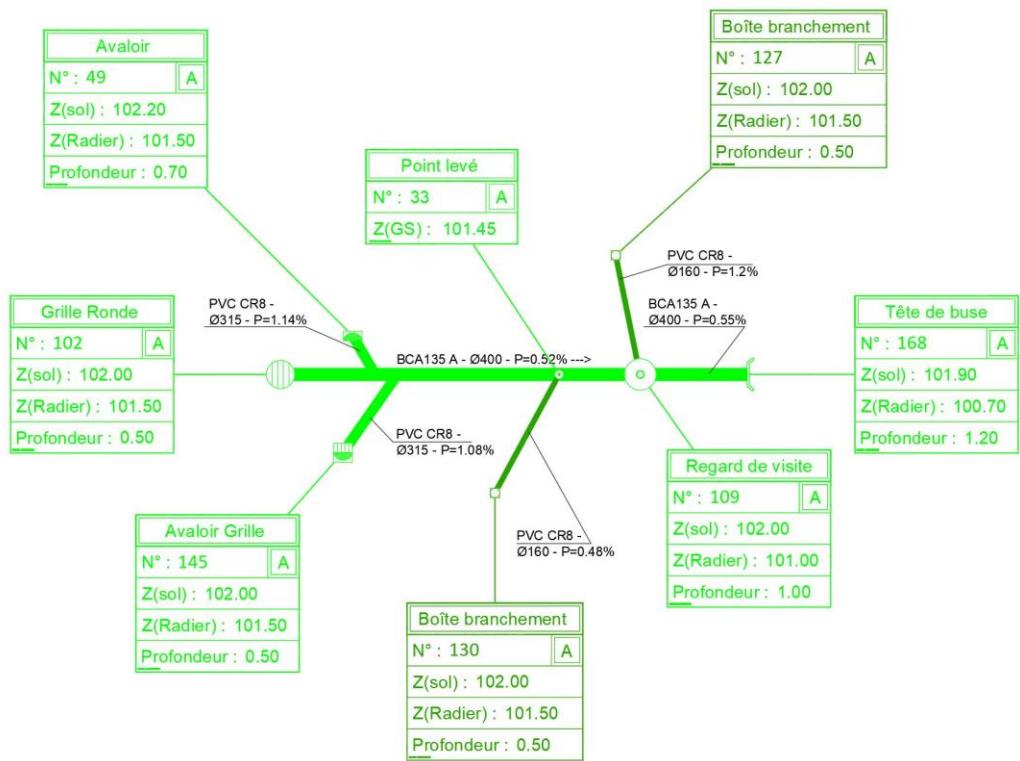 Avaloir
N° : 49 A
Z(sol) : 102.20
Z(Radier) : 101.50
Profondeur : 0.70
Boîte branchement
N° : 127 A
Z(sol) : 102.00
Z(Radier) : 101.50
Profondeur : 0.50
Point levé
N° : 33 A
Z(GS) : 101.45
PVC CR8 -
Ø160 - P=1.2%
PVC CR8 -
Ø315 - P=1.14%
BCA135 A -
Ø400 - P=0.55%
Grille Ronde
N° : 102 A
Z(sol) : 102.00
Z(Radier) : 101.50
Profondeur : 0.50
BCA135 A - Ø400 - P=0.52% --->
Tête de buse
N° : 168 A
Z(sol) : 101.90
Z(Radier) : 100.70
Profondeur : 1.20
PVC CR8 -
Ø315 - P=1.08%
Regard de visite
N° : 109 A
Z(sol) : 102.00
Z(Radier) : 101.00
Profondeur : 1.00
Avaloir Grille
N° : 145 A
Z(sol) : 102.00
Z(Radier) : 101.50
Profondeur : 0.50
PVC CR8 -
Ø160 - P=0.48%
Boîte branchement
N° : 130 A
Z(sol) : 102.00
Z(Radier) : 101.50
Profondeur : 0.50